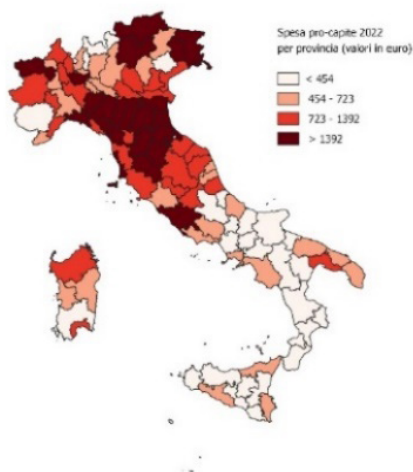 Spesa pro-capite 2022
per provincia (valori in euro)
< 454
454 - 723
723 - 1392
> 1392